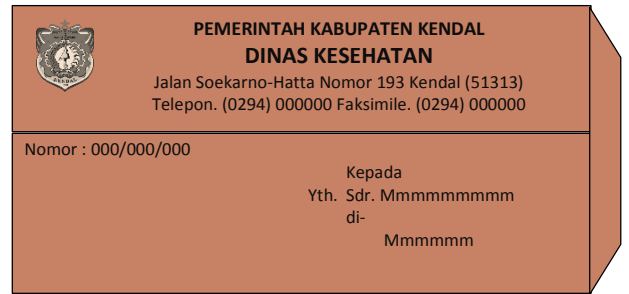 PEMERINTAH KABUPATEN KENDAL
DINAS KESEHATAN
Jalan Soekarno-Hatta Nomor 193 Kendal (51313)
Telepon. (0294) 000000 Faksimile. (0294) 000000
KENDAL
Nomor : 000/000/000
Kepada
Yth. Sdr. Mmmmmmmmm
di-
Mmmmmm